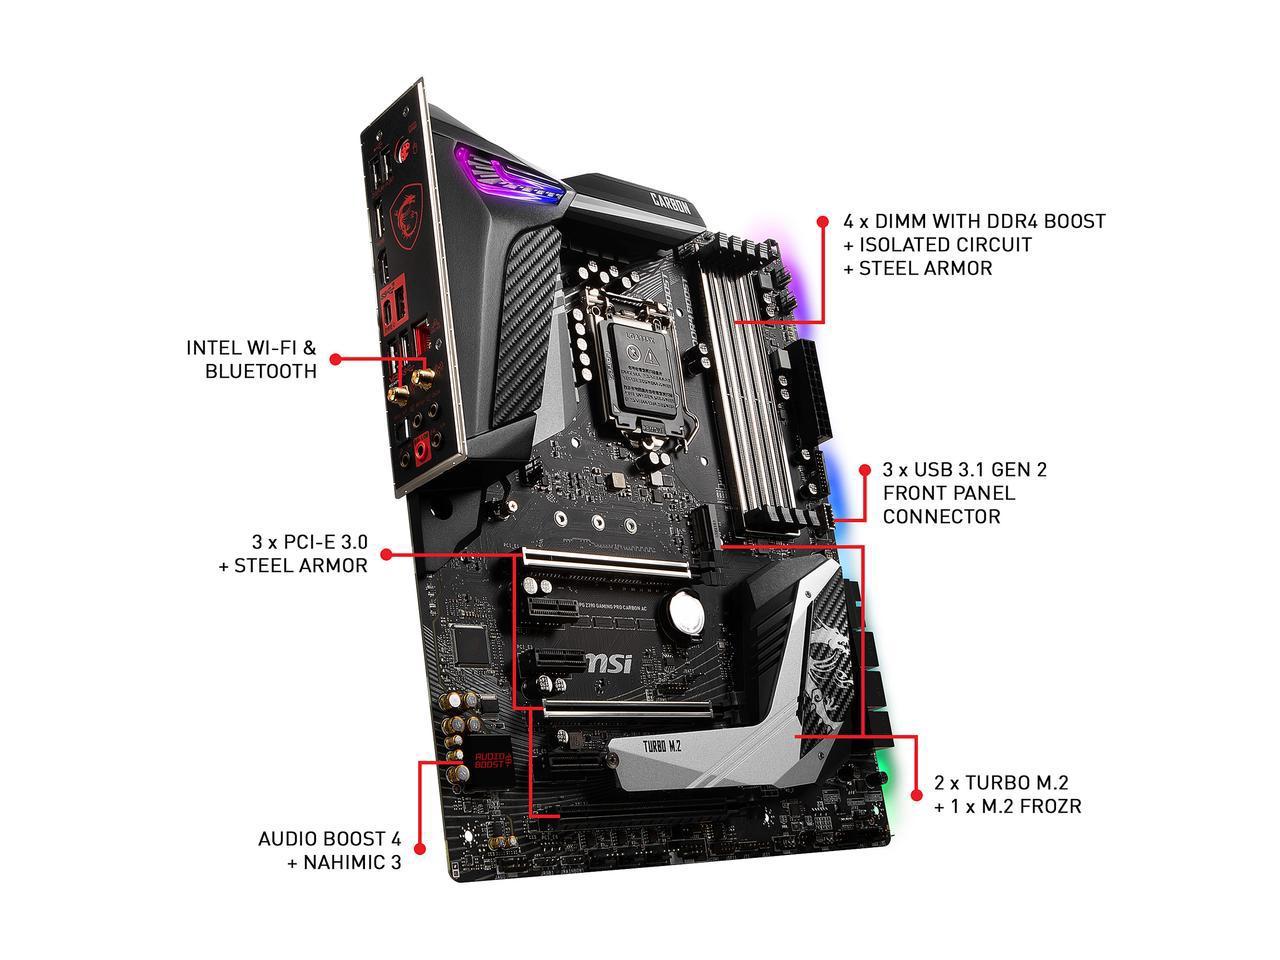 CARBON
4 x DIMM WITH DDR4 BOOST
+ ISOLATED CIRCUIT
+ STEEL ARMOR
INTEL WI-FI &
BLUETOOTH
3 x USB 3.1 GEN 2
FRONT PANEL
CONNECTOR
3 x PCI-E 3.0
+ STEEL ARMOR
msi
TURBO M.2
AUDIO
BOOST
2 x TURBO M.2
+ 1 x M.2 FROZR
AUDIO BOOST 4
+ NAHIMIC 3